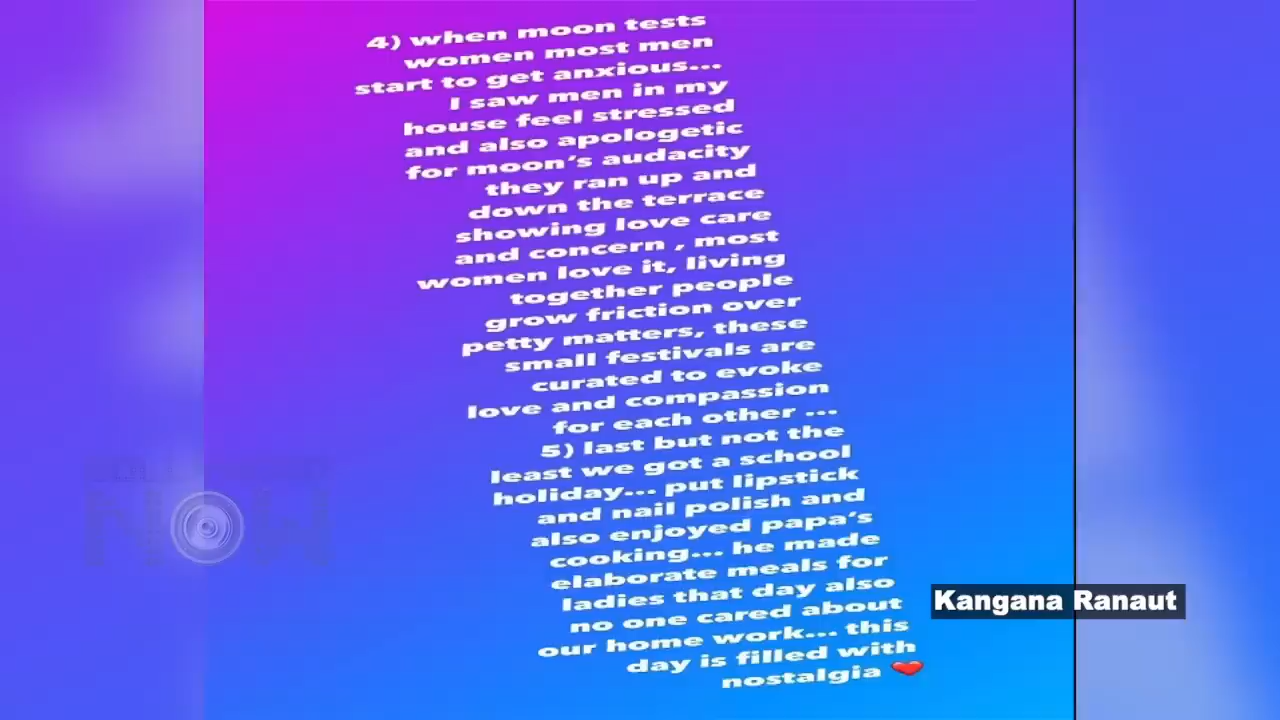 4) when moon tests
women most men
start to get anxious...
I saw men in my
house feel stressed
and also apologetic
for moon's audacity
they ran up and
down the terrace
showing love care
and concern , most
women love it, living
together people
grow friction over
petty matters, these
small festivals are
curated to evoke
love and compassion
for each other ...
5) last but not the
least we got a school
holiday... put lipstick
and nail polish and
also enjoyed papa's
cooking... he made
elaborate meals for
ladies that day also
no one cared about
our home work... this
day is filled with
nostalgia ❤️
Kangana Ranaut
NOW